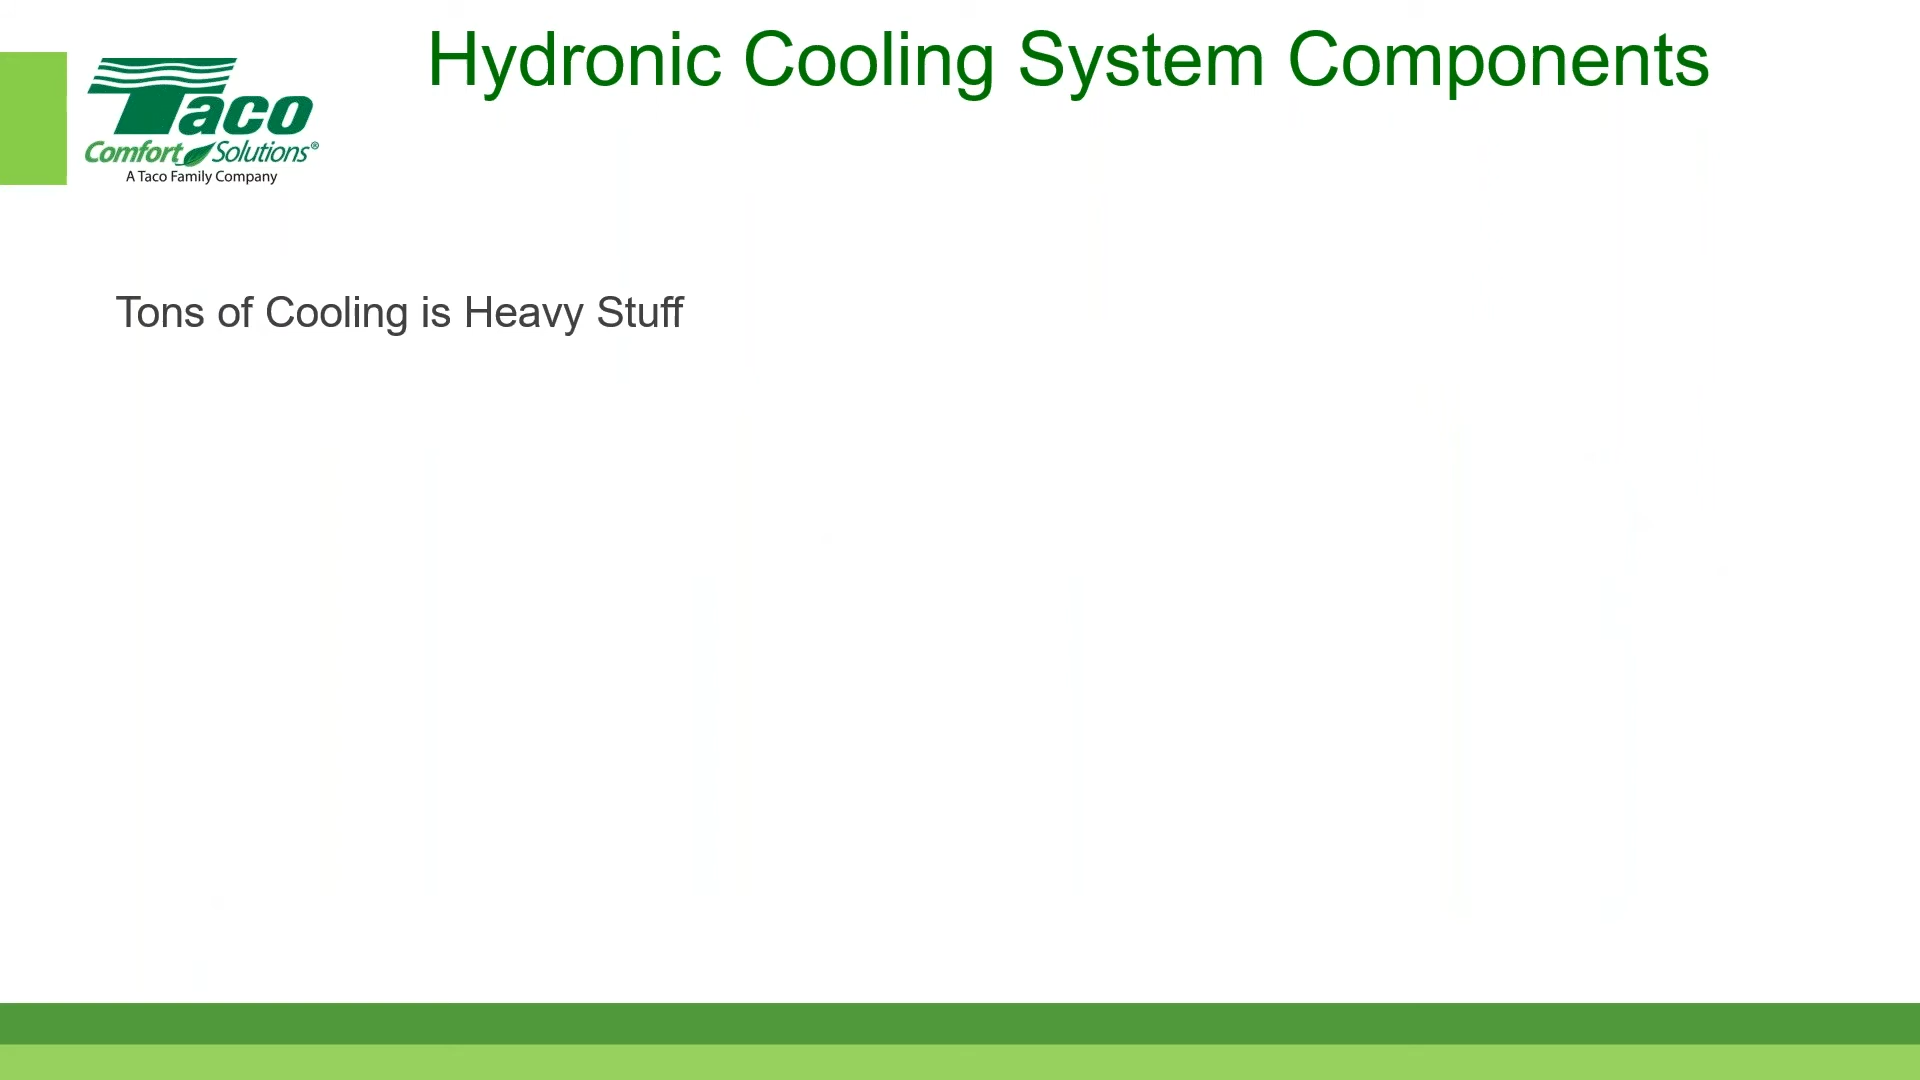 Hydronic Cooling System Components
Taco
Comfort Solutions®
A Taco Family Company
Tons of Cooling is Heavy Stuff